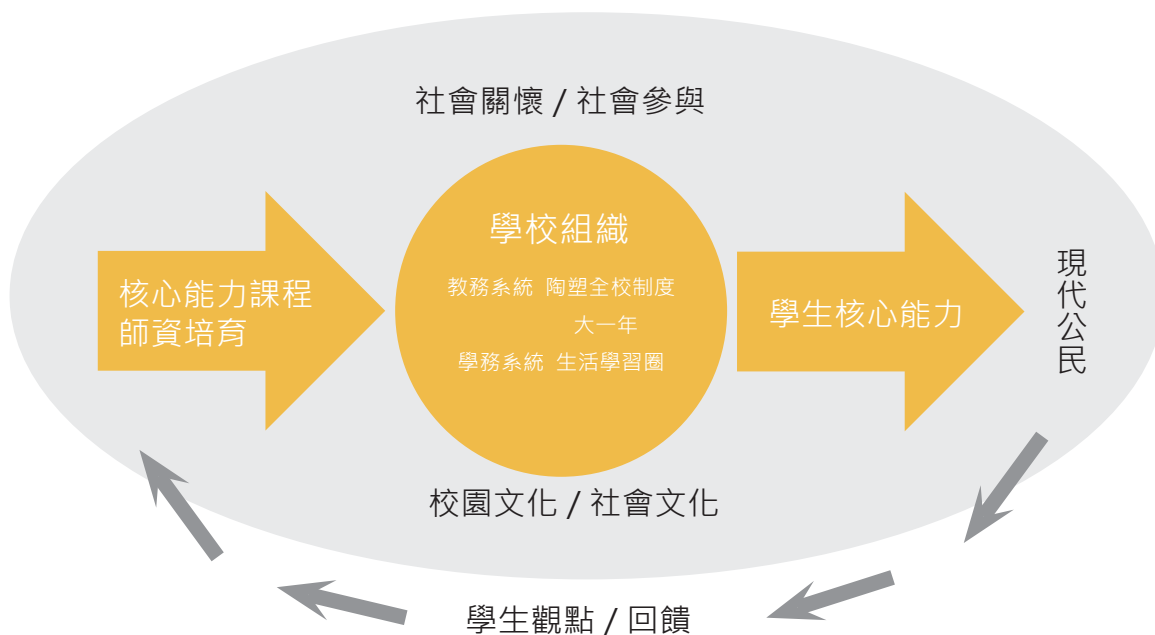 社會關懷 / 社會參與
核心能力課程
師資培育
學校組織
教務系統 陶塑全校制度
大一年
學務系統 生活學習圈
學生核心能力
現代公民
校園文化 / 社會文化
學生觀點 / 回饋